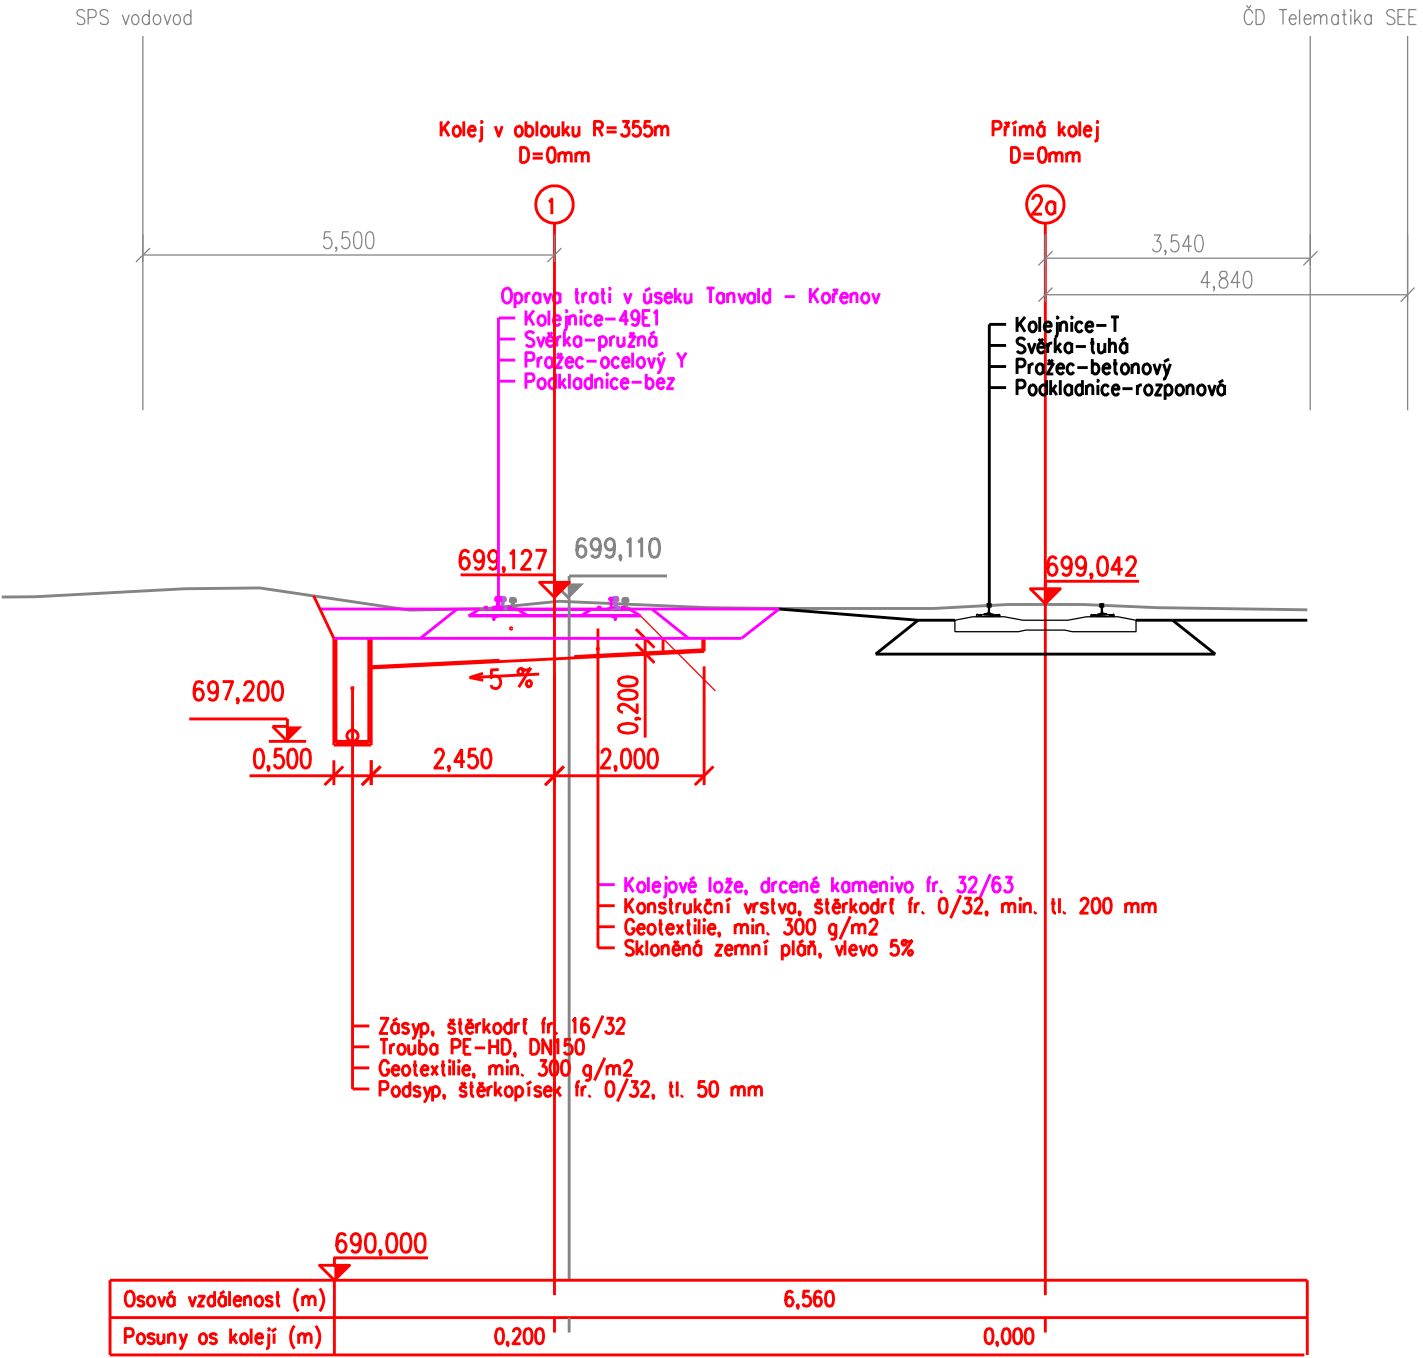 SPS vodovod
ČD Telematika SEE
Kolej v oblouku R=355m
D=0mm
Přímá kolej
D=0mm
1
2a
5,500
3,540
4,840
Oprava trati v úseku Tanvald - Kořenov
Kolejnice-49E1
Svěrka-pružná
Pražec-ocelový Y
Podkladnice-bez
Kolejnice-T
Svěrka-tuhá
Pražec-betonový
Podkladnice-rozponová
699,127
699,110
699,042
5 %
697,200
0,200
0,500
2,450
2,000
Kolejové lože, drcené kamenivo fr. 32/63
Konstrukční vrstva, štěrkodrť fr. 0/32, min. tl. 200 mm
Geotextilie, min. 300 g/m2
Skloněná zemní pláň, vlevo 5%
Zásyp, štěrkodrť fr. 16/32
Trouba PE-HD, DN150
Geotextilie, min. 300 g/m2
Podsyp, štěrkopísek fr. 0/32, tl. 50 mm
690,000
Osová vzdálenost (m)
6,560
Posuny os kolejí (m)
0,200
0,000